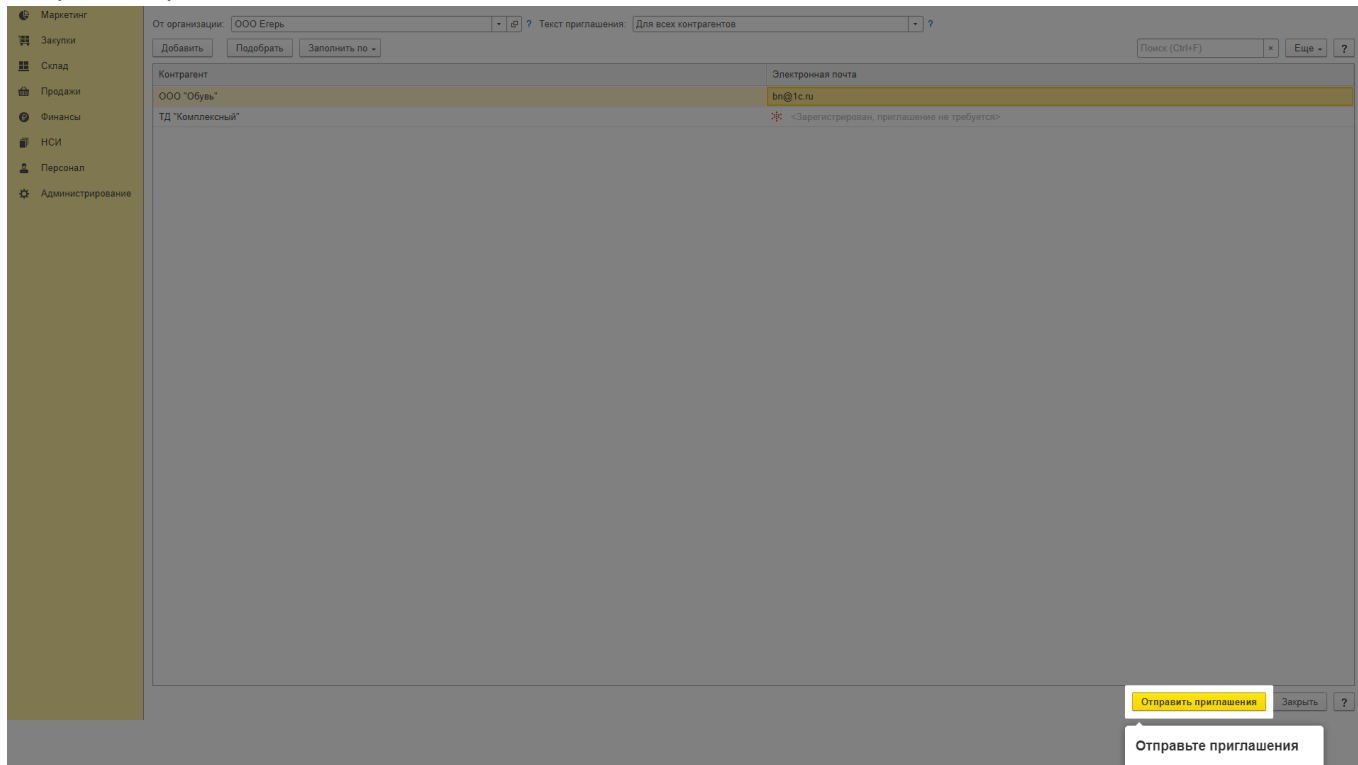 Маркетинг
От организации: ООО Егерь ? Текст приглашения: Для всех контрагентов ?
Закупки
Добавить Подобрать Заполнить по Поиск (Ctrl+F) × Еще ?
Склад
Контрагент Электронная почта
Продажи
ООО "Обувь" bn@1c.ru
Финансы
ТД "Комплексный" <Зарегистрирован, приглашение не требуется>
НСИ
Персонал
Администрирование
Отправить приглашения Закрыть ?
Отправьте приглашения